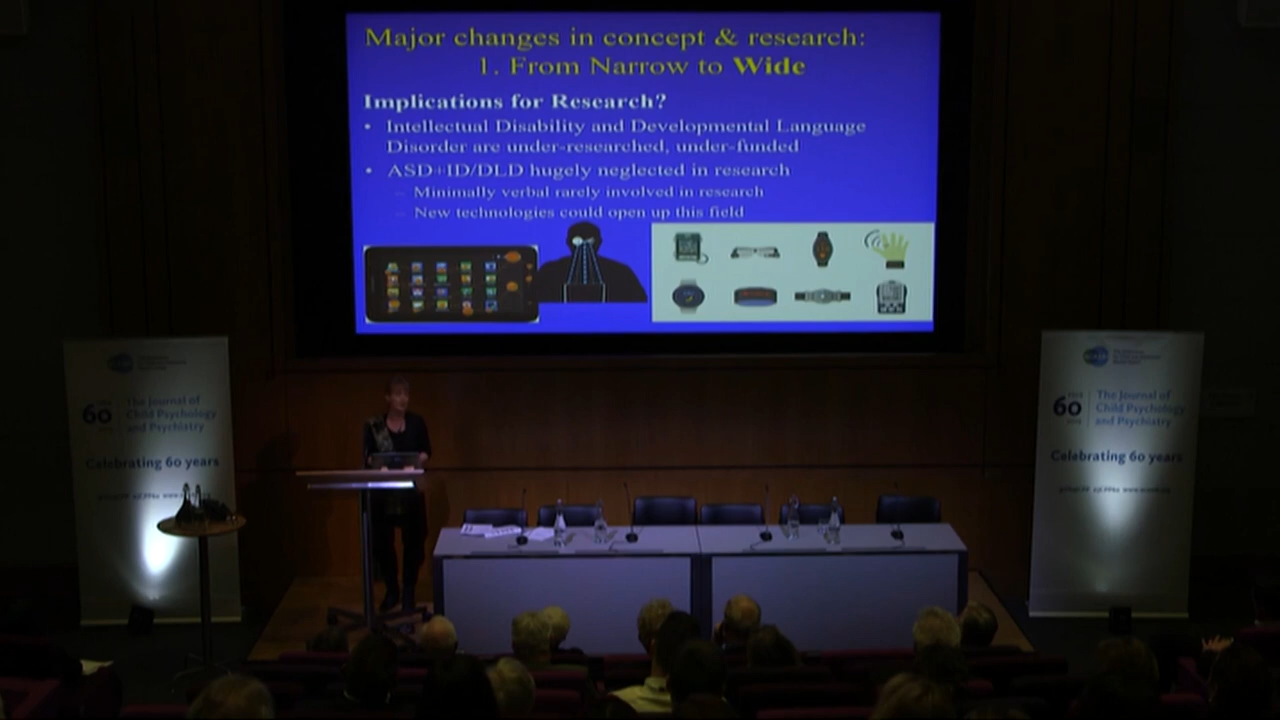 Major changes in concept & research:
1. From Narrow to Wide
Implications for Research?
• Intellectual Disability and Developmental Language
Disorder are under-researched, under-funded
• ASD+ID/DLD hugely neglected in research
– Minimally verbal rarely involved in research
– New technologies could open up this field
60
The Journal of
Child Psychology
and Psychiatry
Celebrating 60 years
60
The Journal of
Child Psychology
and Psychiatry
Celebrating 60 years